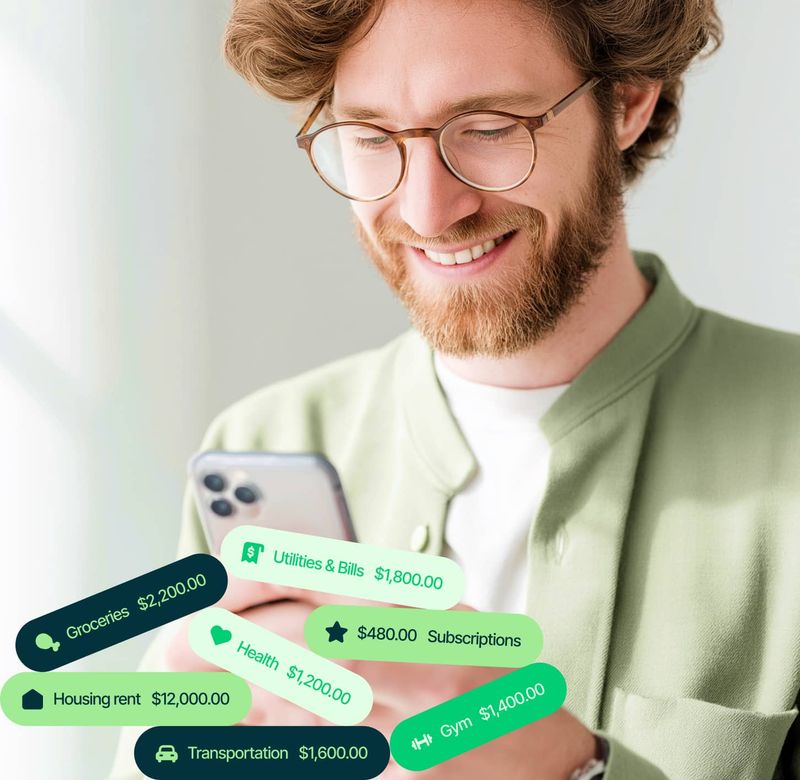 Utilities & Bills $1,800.00
Groceries $2,200.00
$480.00 Subscriptions
Health $1,200.00
Housing rent $12,000.00
Gym $1,400.00
Transportation $1,600.00